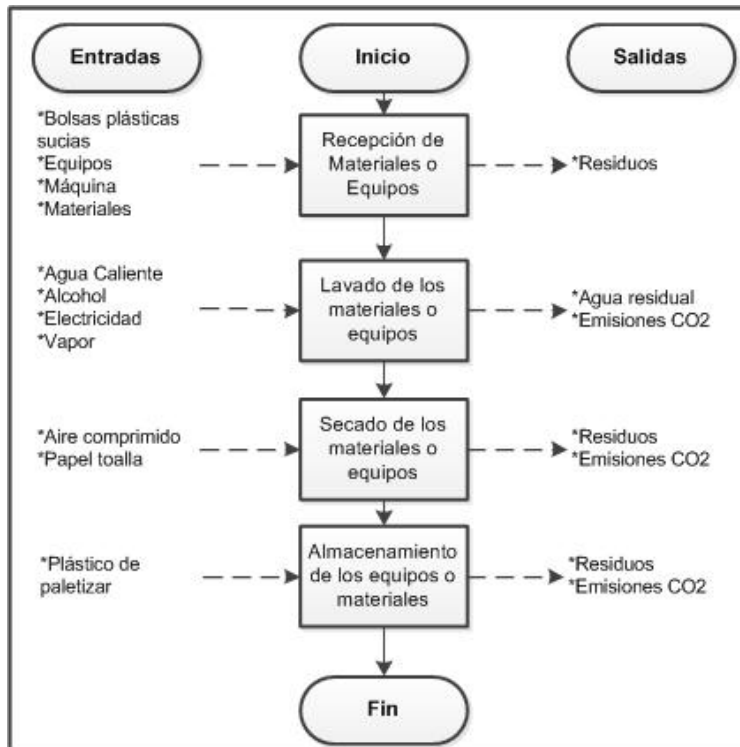 Entradas
Inicio
Salidas
*Bolsas plásticas
sucias
*Equipos
*Máquina
*Materiales
Recepción de
Materiales o
Equipos
*Residuos
*Agua Caliente
*Alcohol
*Electricidad
*Vapor
Lavado de los
materiales o
equipos
*Agua residual
*Emisiones CO2
*Aire comprimido
*Papel toalla
Secado de los
materiales o
equipos
*Residuos
*Emisiones CO2
*Plástico de
paletizar
Almacenamiento
de los equipos o
materiales
*Residuos
*Emisiones CO2
Fin